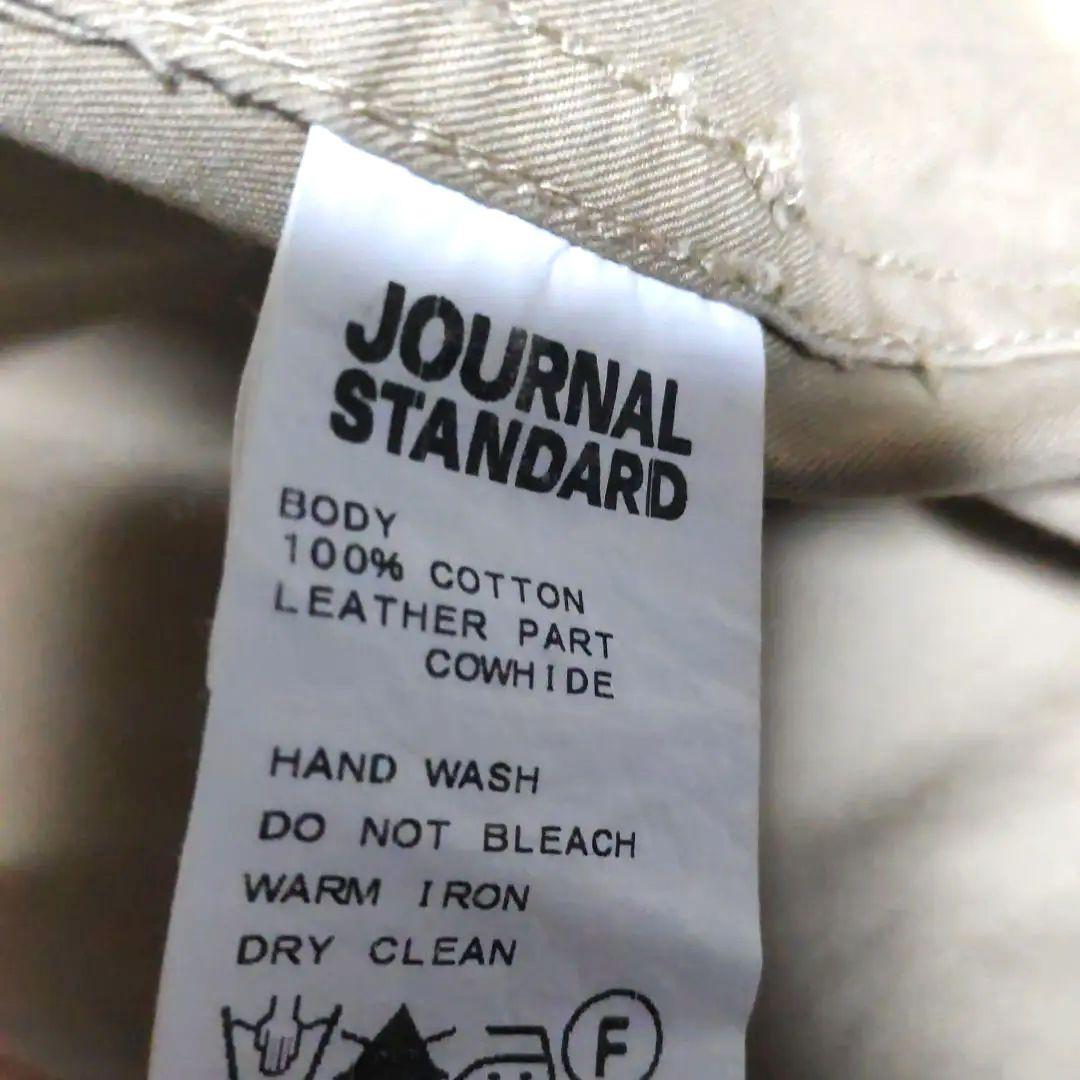 JOURNAL
STANDARD
BODY
100% COTTON
LEATHER PART
COWHIDE
HAND WASH
DO NOT BLEACH
WARM IRON
DRY CLEAN
F